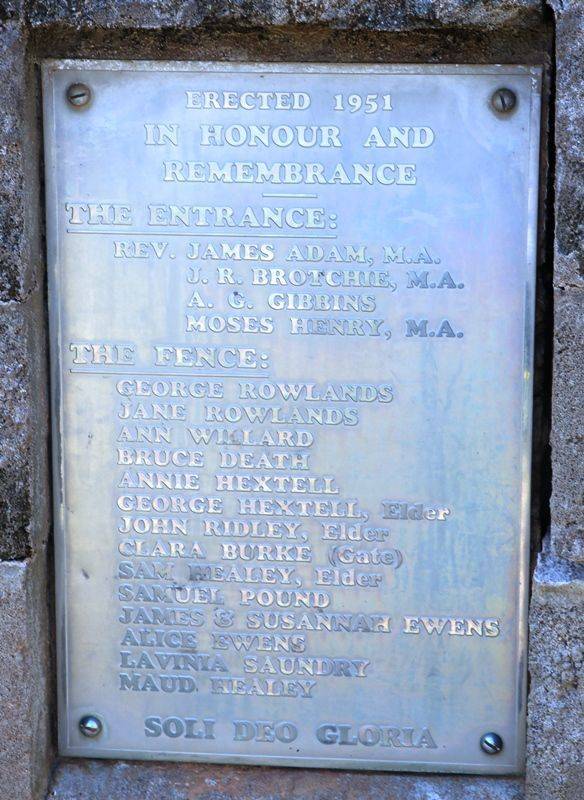 ERECTED 1951
IN HONOUR AND
REMEMBRANCE
THE ENTRANCE:
REV. JAMES ADAM, M.A.
J. R. BROTCHIE, M.A.
A. G. GIBBINS
MOSES HENRY, M.A.
THE FENCE:
GEORGE ROWLANDS
JANE ROWLANDS
ANN WILLARD
BRUCE DEATH
ANNIE HEXTELL
GEORGE HEXTELL, Elder
JOHN RIDLEY, Elder
CLARA BURKE (Gate)
SAM HEALEY, Elder
SAMUEL POUND
JAMES & SUSANNAH EWENS
ALICE EWENS
LAVINIA SAUNDRY
MAUD HEALEY
SOLI DEO GLORIA